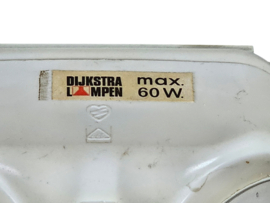 DIJKSTRA
LAMPEN
max.
60 W.